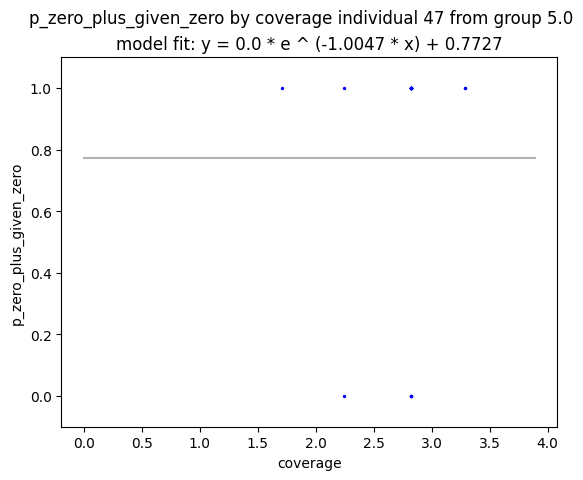 p_zero_plus_given_zero by coverage individual 47 from group 5.0
model fit: y = 0.0 * e ^ (-1.0047 * x) + 0.7727
1.0
0.8
0.6
0.4
0.2
0.0
p_zero_plus_given_zero
0.0 0.5 1.0 1.5 2.0 2.5 3.0 3.5 4.0
coverage